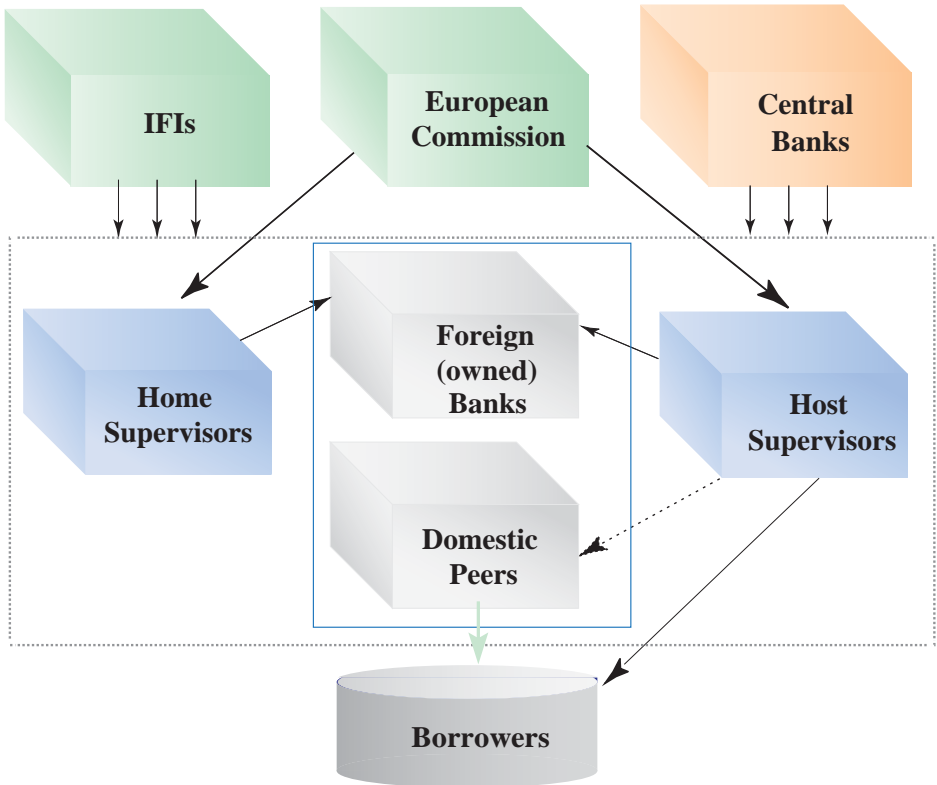 IFIs
European
Commission
Central
Banks
Home
Supervisors
Foreign
(owned)
Banks
Host
Supervisors
Domestic
Peers
Borrowers